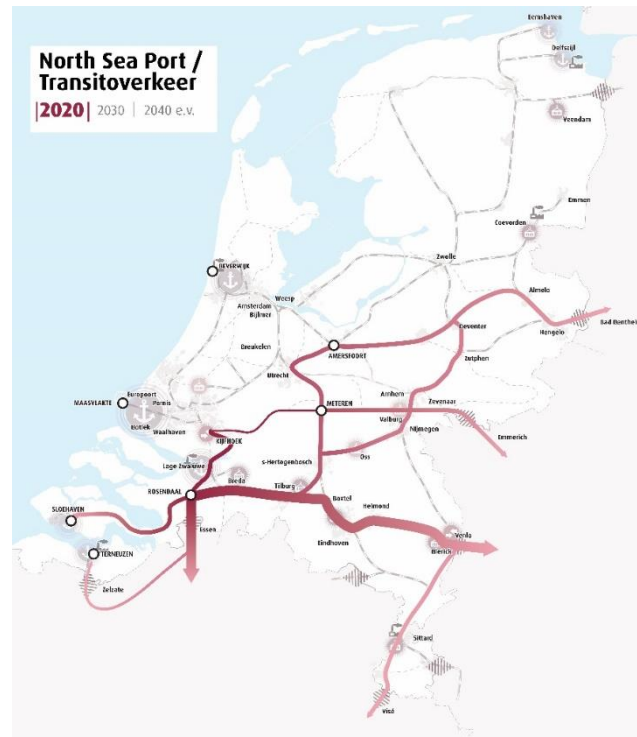 North Sea Port /
Transitoverkeer
|2020| 2030 | 2040 e.v.
Eemshaven
Delfzijl
Veendam
Emmen
Coevorden
Zwolle
BEVERWIJK
Almelo
Weesp
Amsterdam
Bijlmer
Bad Benthei
Deventer
Hengelo
Breukelen
AMERSFOORT
Zutphen
Utrecht
Europoort
Arnhem
Zevenaar
MAASVLAKTE
Pernis
METEREN
Botlek
Waalhaven
Valburg
KIJFHOEK
Nijmegen
Emmerich
s-Hertogenbosch
Oss
Lage Zwaluwe
Breda
Tilburg
ROSENDAAL
Boxtel
Helmond
SLOEHAVEN
Essen
Venlo
Eindhoven
Blerick
TERNEUZEN
Zelzate
Sittard
Visé